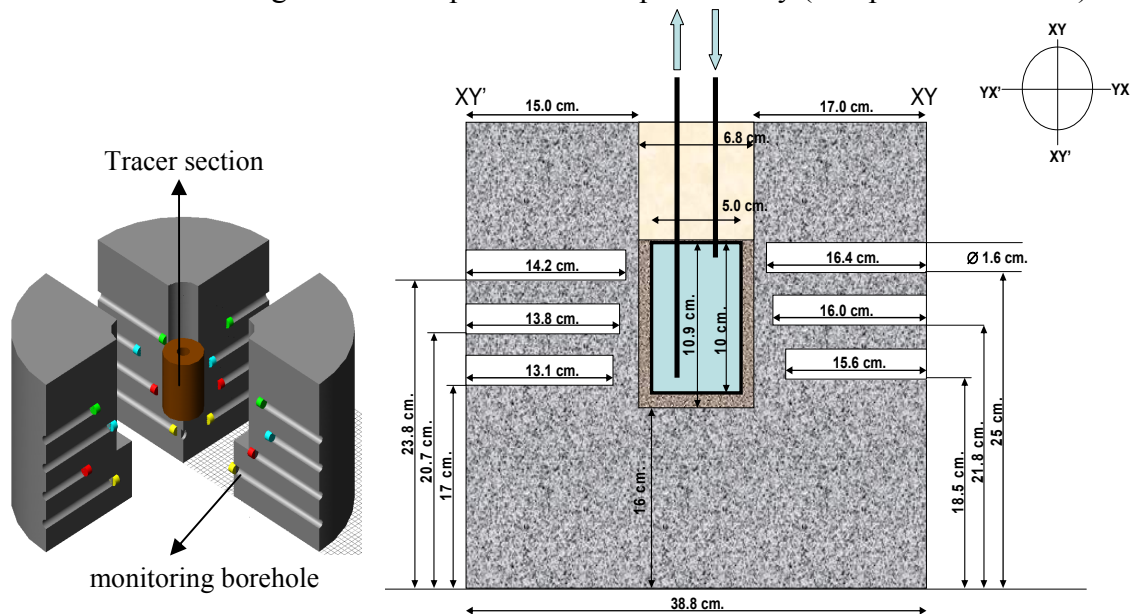 XY
XY'
15.0 cm.
17.0 cm.
XY
YX'
YX
XY'
6.8 cm.
Tracer section
5.0 cm.
14.2 cm.
16.4 cm.
Ø 1.6 cm.
13.8 cm.
10.9 cm.
10 cm.
16.0 cm.
13.1 cm.
15.6 cm.
23.8 cm.
20.7 cm.
17 cm.
16 cm.
18.5 cm.
21.8 cm.
25 cm.
monitoring borehole
38.8 cm.